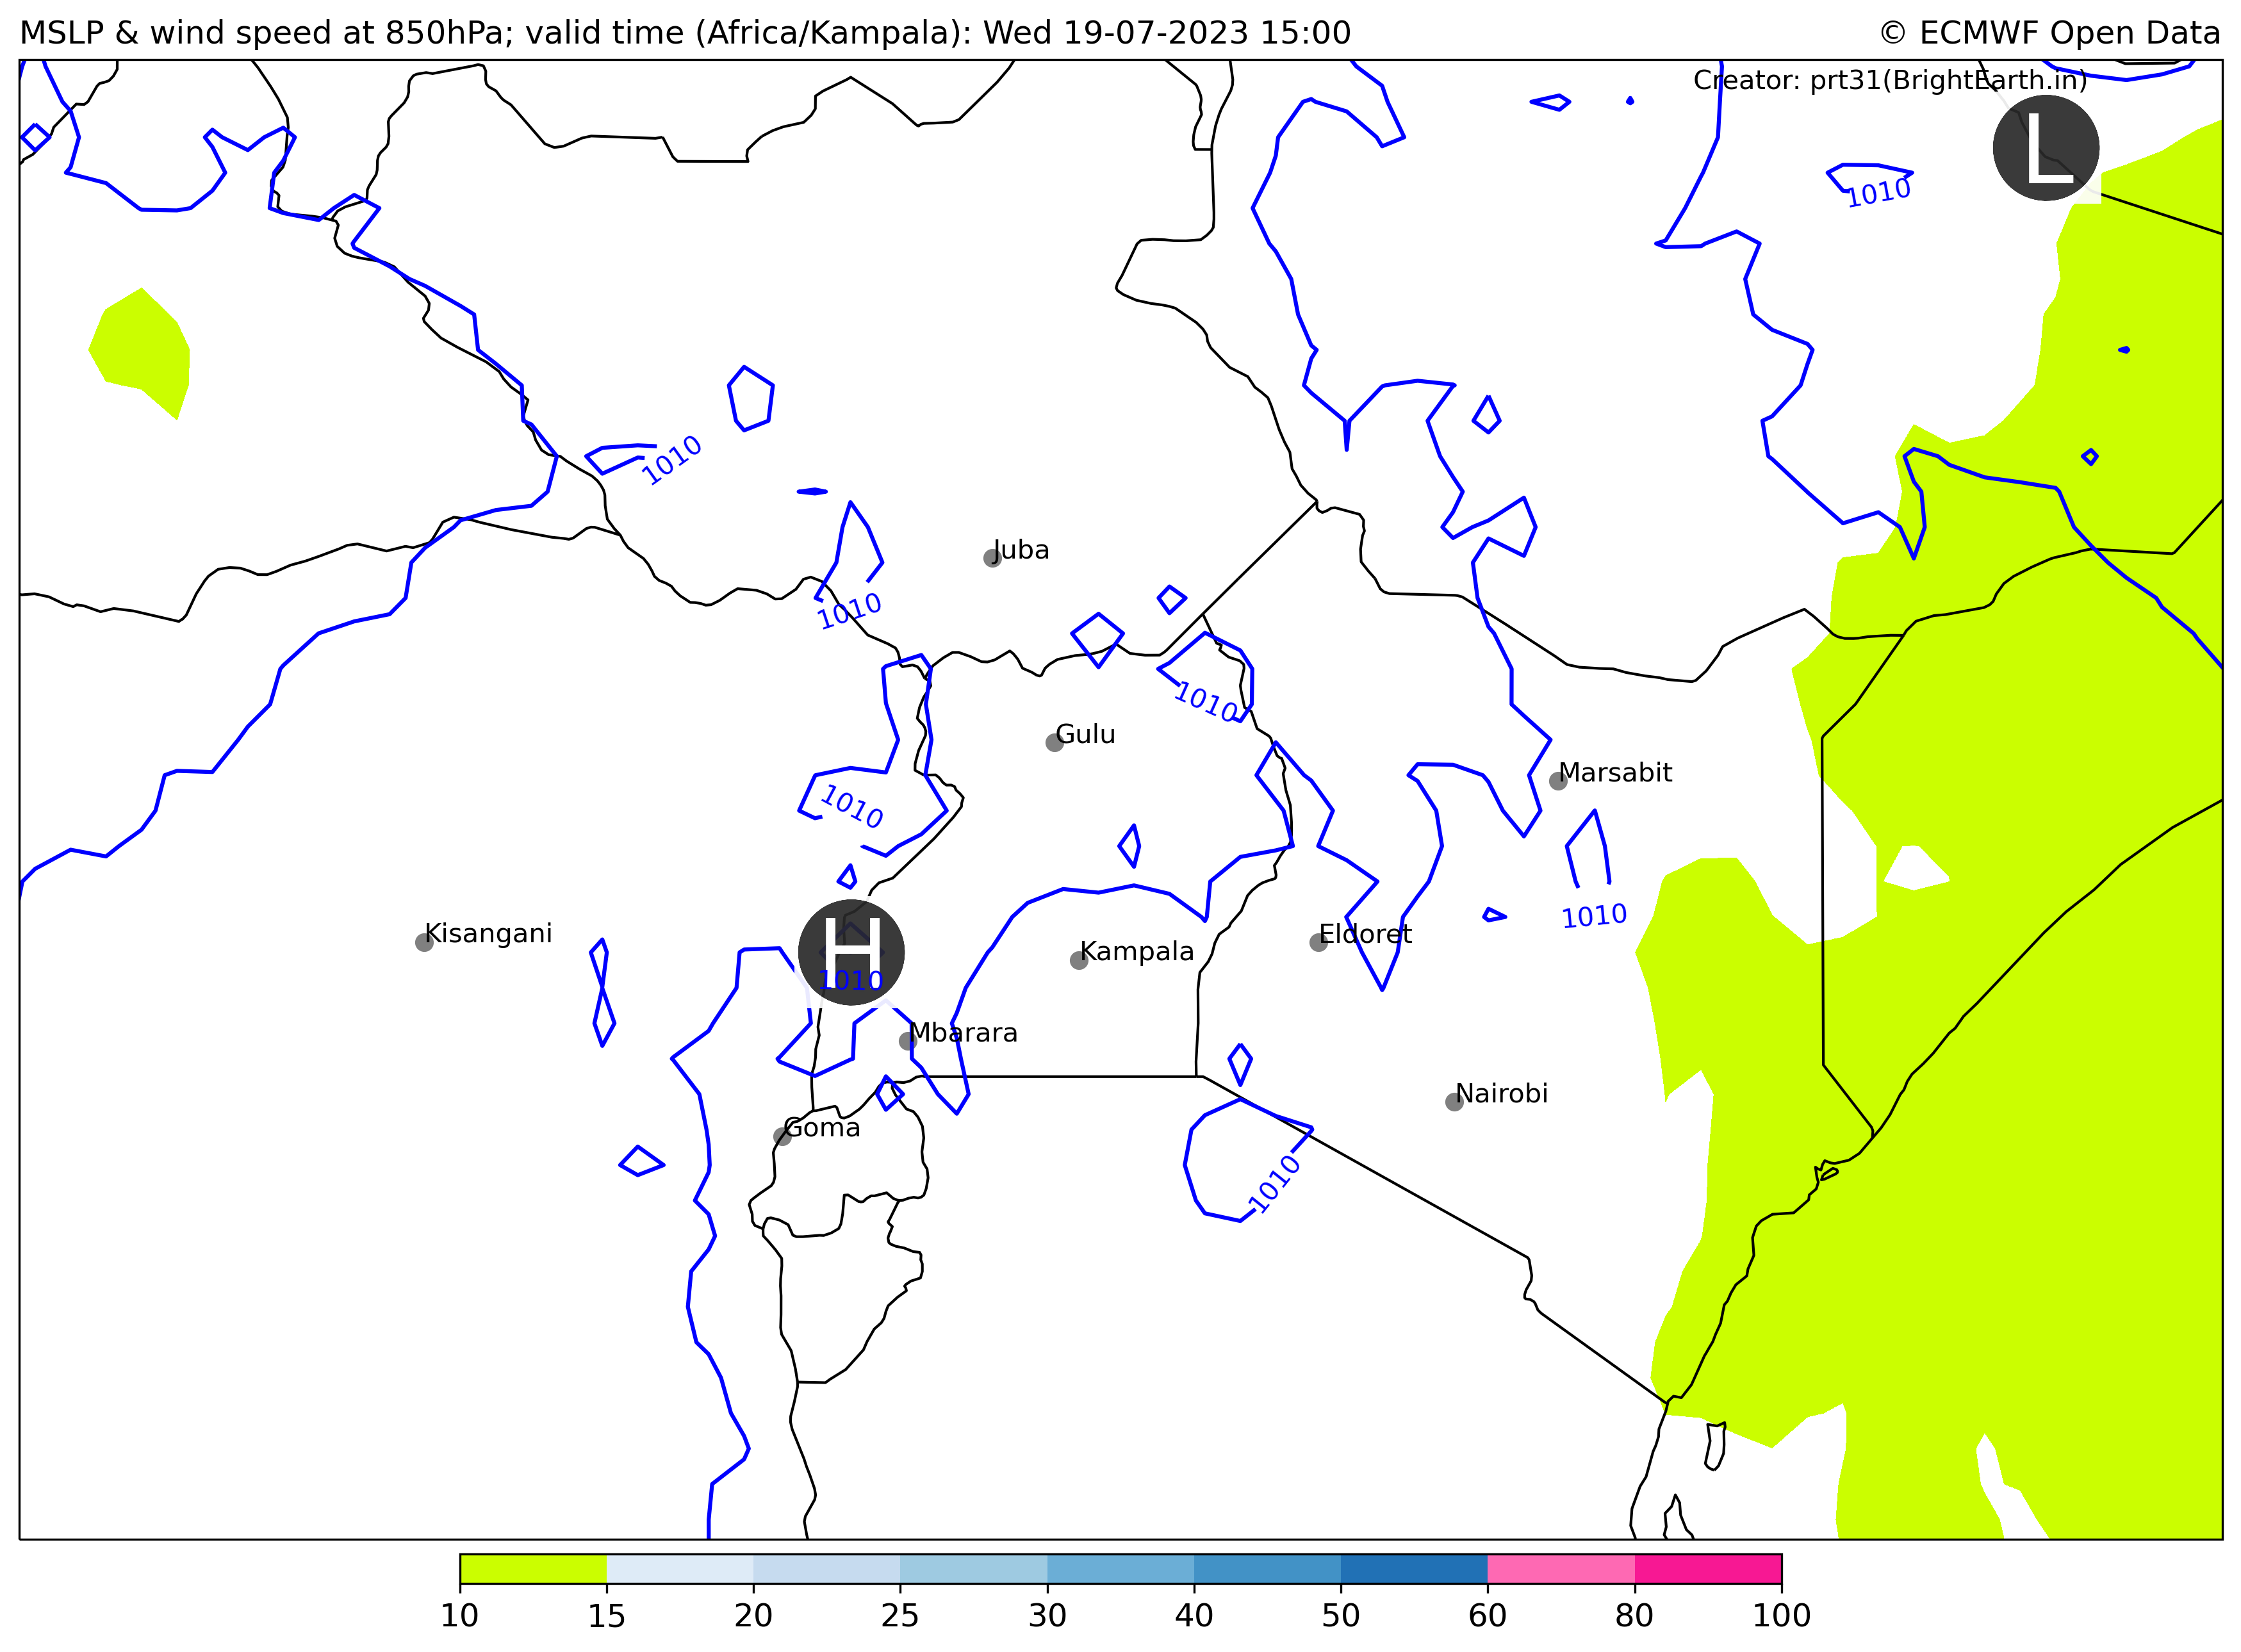 MSLP & wind speed at 850hPa; valid time (Africa/Kampala): Wed 19-07-2023 15:00
© ECMWF Open Data
Creator: prt31(BrightEarth.in)
L
1010
1010
Juba
1010
1010
Gulu
Marsabit
1010
1010
Kisangani
Eldoret
H
Kampala
1010
Mbarara
Nairobi
Goma
1010
10 15 20 25 30 40 50 60 80 100